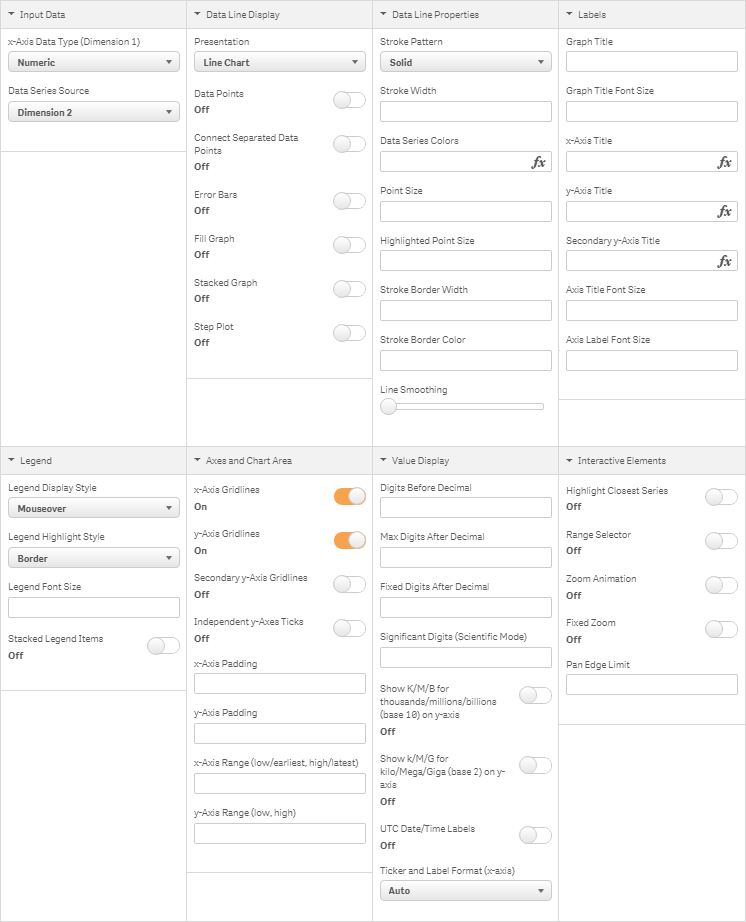 Input Data
x-Axis Data Type (Dimension 1)
Numeric
Data Series Source
Dimension 2
Data Line Display
Presentation
Line Chart
Data Points
Off
Connect Separated Data
Points
Off
Error Bars
Off
Fill Graph
Off
Stacked Graph
Off
Step Plot
Off
Data Line Properties
Stroke Pattern
Solid
Stroke Width
Data Series Colors
fx
Point Size
Highlighted Point Size
Stroke Border Width
Stroke Border Color
Line Smoothing
Labels
Graph Title
Graph Title Font Size
x-Axis Title
fx
y-Axis Title
fx
Secondary y-Axis Title
fx
Axis Title Font Size
Axis Label Font Size
Legend
Legend Display Style
Mouseover
Legend Highlight Style
Border
Legend Font Size
Stacked Legend Items
Off
Axes and Chart Area
x-Axis Gridlines
On
y-Axis Gridlines
On
Secondary y-Axis Gridlines
Off
Independent y-Axes Ticks
Off
x-Axis Padding
y-Axis Padding
x-Axis Range (low/earliest, high/latest)
y-Axis Range (low, high)
Value Display
Digits Before Decimal
Max Digits After Decimal
Fixed Digits After Decimal
Significant Digits (Scientific Mode)
Show K/M/B for
thousands/millions/billions
(base 10) on y-axis
Off
Show k/M/G for
kilo/Mega/Giga (base 2) on y-
axis
Off
UTC Date/Time Labels
Off
Ticker and Label Format (x-axis)
Auto
Interactive Elements
Highlight Closest Series
Off
Range Selector
Off
Zoom Animation
Off
Fixed Zoom
Off
Pan Edge Limit